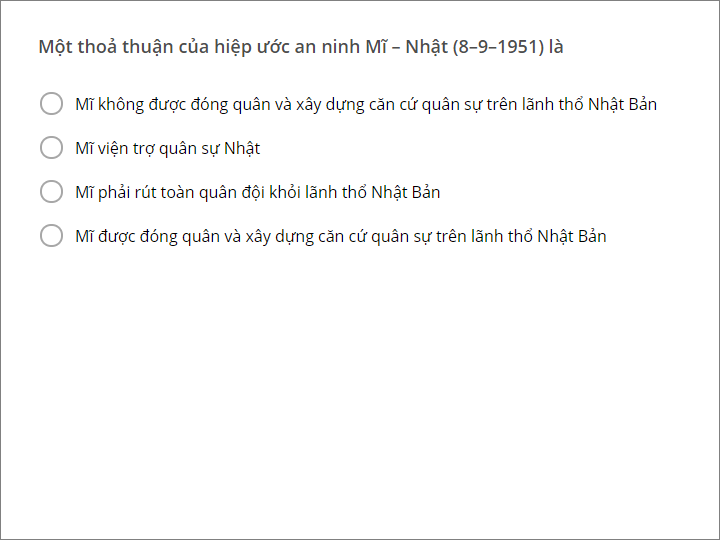 Một thoả thuận của hiệp ước an ninh Mĩ – Nhật (8–9–1951) là
Mĩ không được đóng quân và xây dựng căn cứ quân sự trên lãnh thổ Nhật Bản
Mĩ viện trợ quân sự Nhật
Mĩ phải rút toàn quân đội khỏi lãnh thổ Nhật Bản
Mĩ được đóng quân và xây dựng căn cứ quân sự trên lãnh thổ Nhật Bản